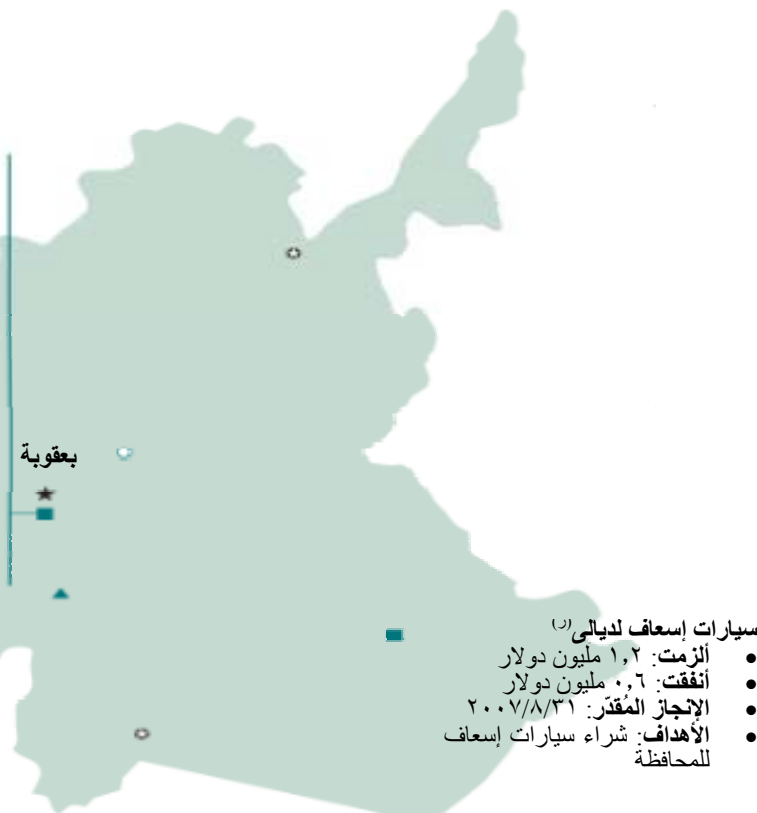 بعقوبة
سيارات إسعاف لديالى(ر)
• ألزمت: ١,٢ مليون دولار
• أنفقت: ٠,٦ مليون دولار
• الإنجاز المُقدّر: ٢٠٠٧/٨/٣١
• الأهداف: شراء سيارات إسعاف
للمحافظة